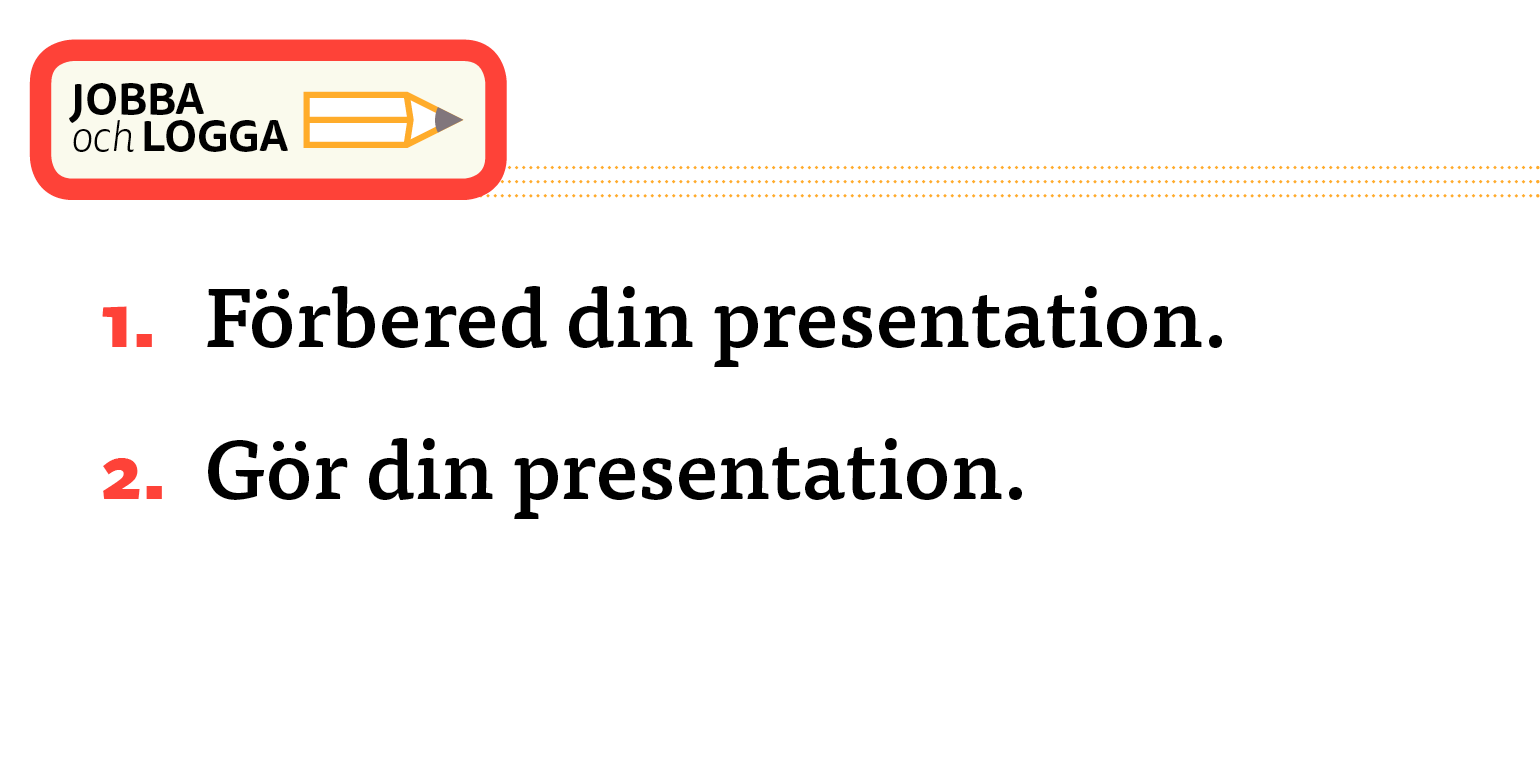 JOBBA
och LOGGA
1. Förbered din presentation.
2. Gör din presentation.